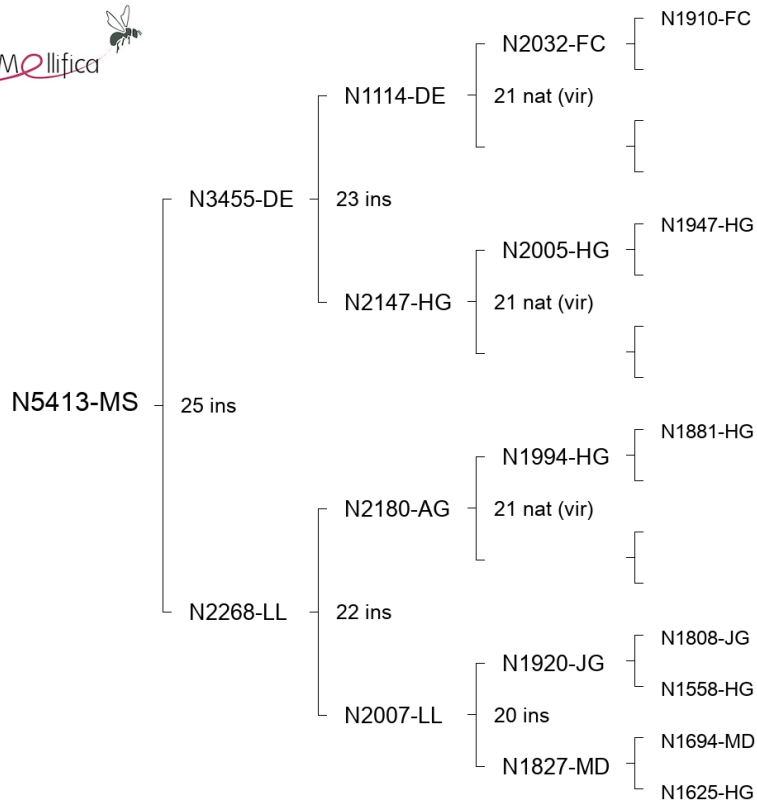 Mellifica
N1910-FC
N2032-FC
N1114-DE
21 nat (vir)
N3455-DE
23 ins
N1947-HG
N2005-HG
N2147-HG
21 nat (vir)
N5413-MS
25 ins
N1881-HG
N1994-HG
N2180-AG
21 nat (vir)
N2268-LL
22 ins
N1808-JG
N1920-JG
N1558-HG
N2007-LL
20 ins
N1694-MD
N1827-MD
N1625-HG